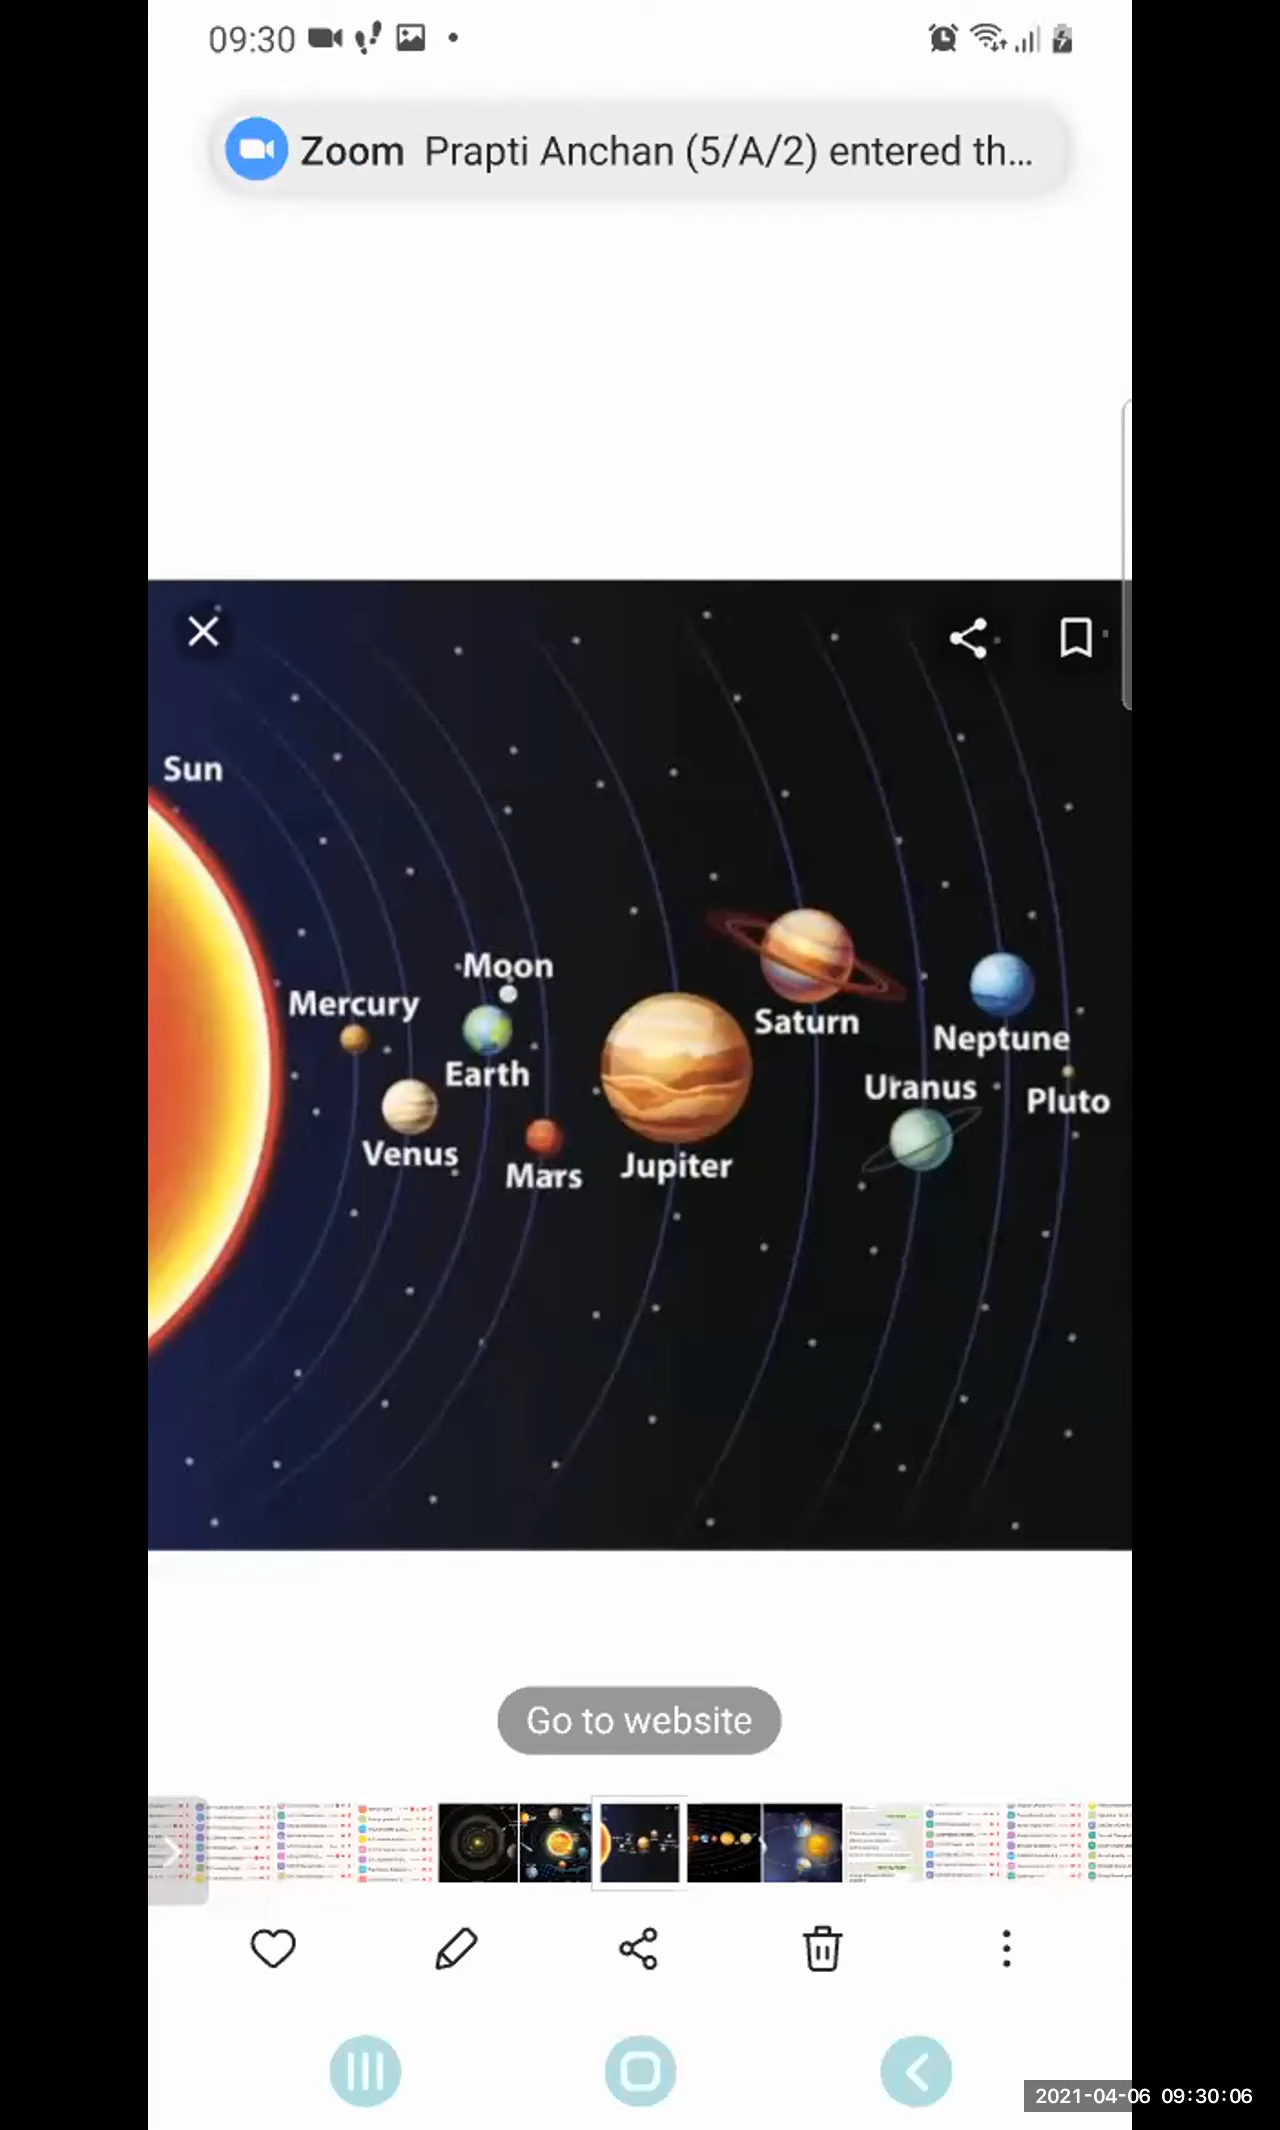 09:30
Zoom Prapti Anchan (5/A/2) entered th...
Sun
Moon
Mercury
Earth
Venus
Mars
Jupiter
Saturn
Neptune
Uranus
Pluto
Go to website
2021-04-06 09:30:06